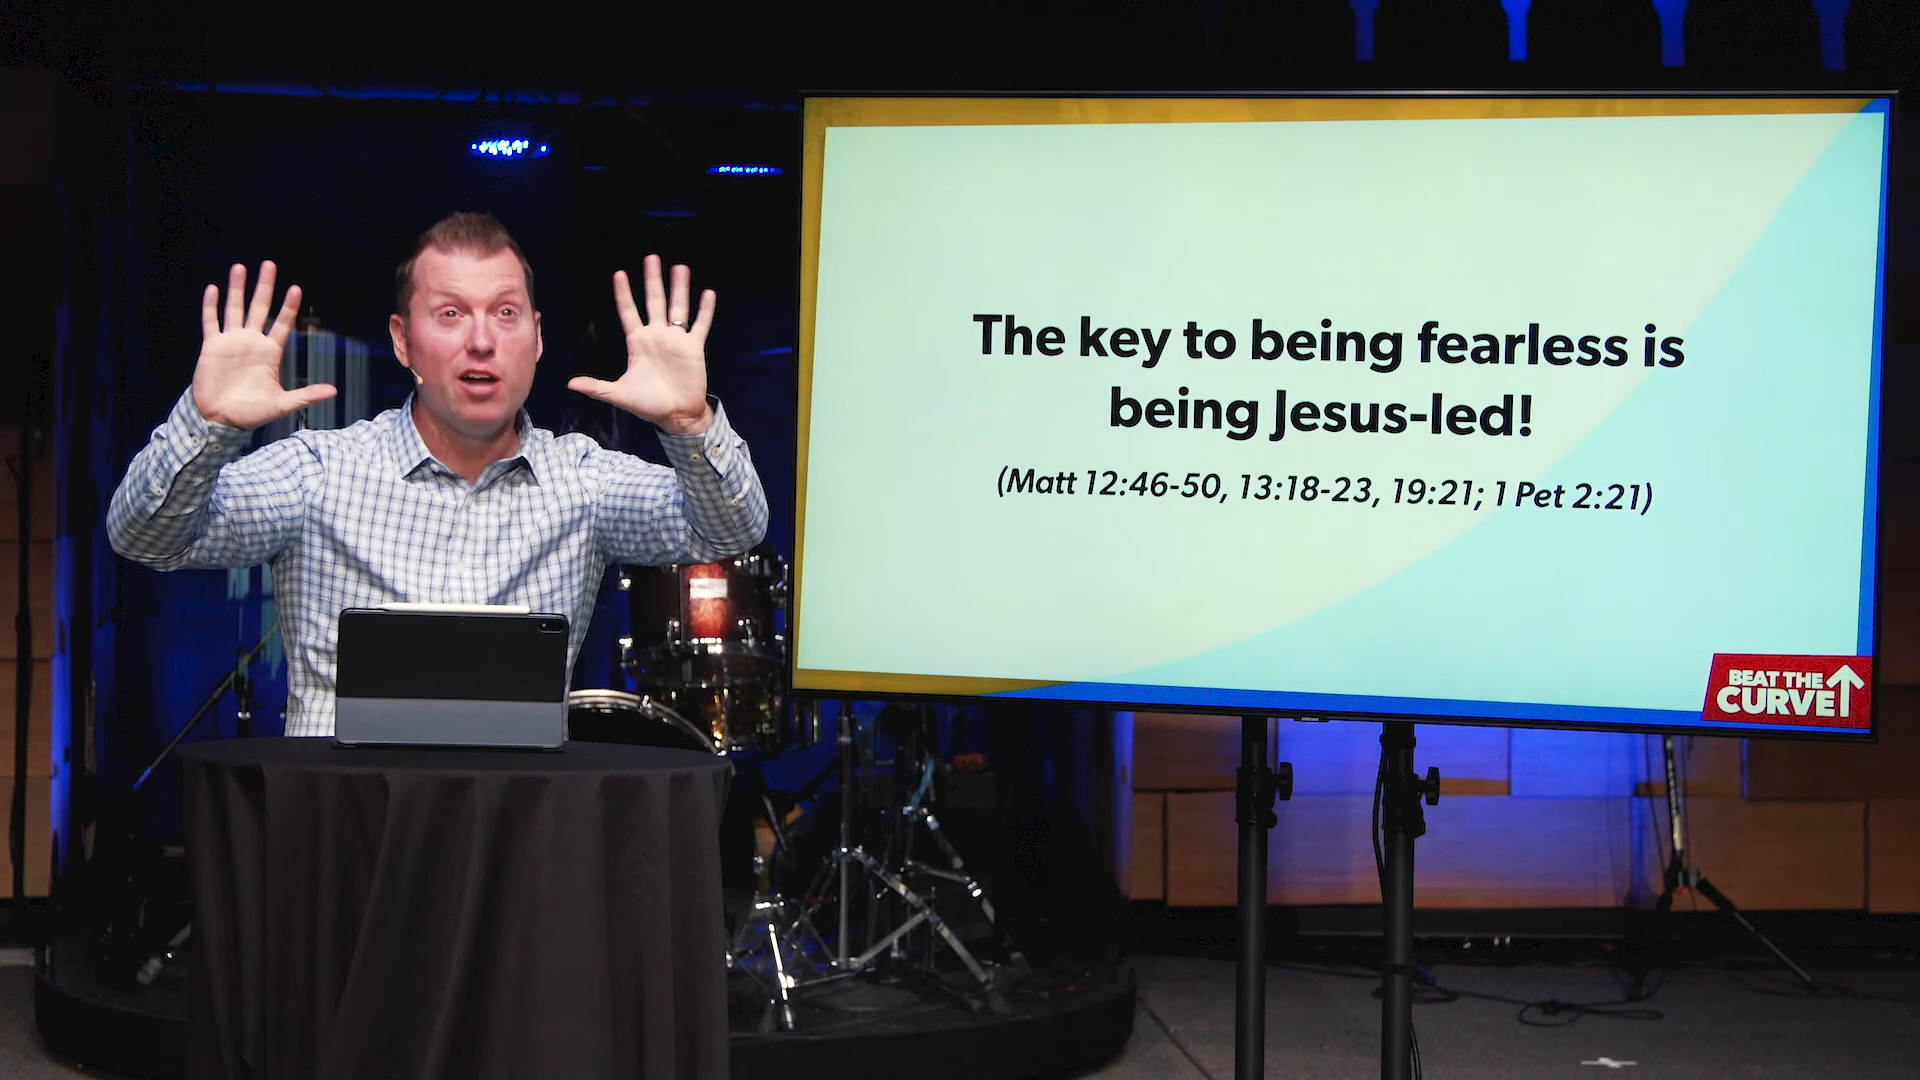 The key to being fearless is
being Jesus-led!
(Matt 12:46-50, 13:18-23, 19:21; 1 Pet 2:21)
BEAT THE
CURVE